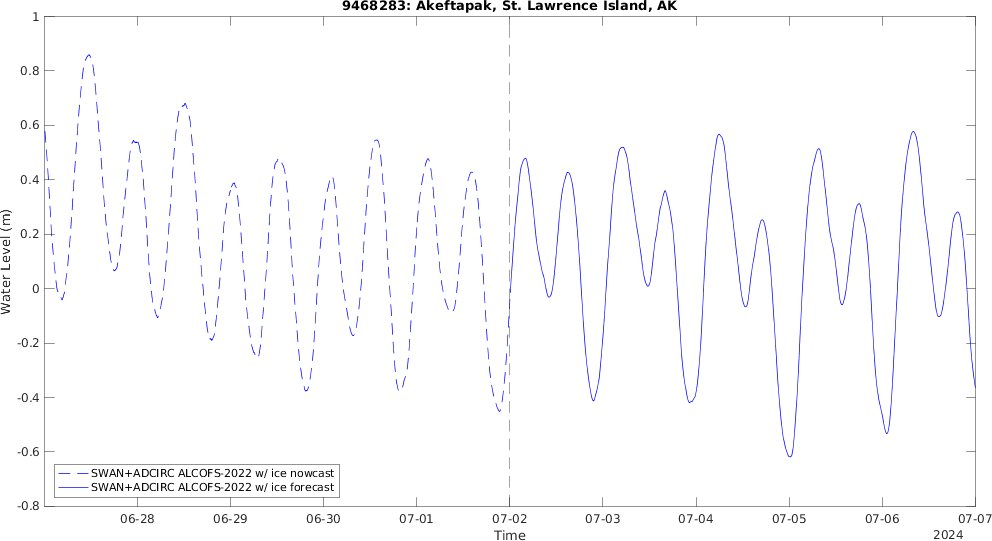 9468283: Akeftapak, St. Lawrence Island, AK
Water Level (m)
1
0.8
0.6
0.4
0.2
0
-0.2
-0.4
-0.6
-0.8
SWAN+ADCIRC ALCOFS-2022 w/ ice nowcast
SWAN+ADCIRC ALCOFS-2022 w/ ice forecast
06-28 06-29 06-30 07-01 07-02 07-03 07-04 07-05 07-06 07-07
Time
2024